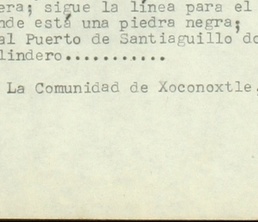 era; sigue la línea para el
nde está una piedra negra;
al Puerto de Santiaguillo do
lindero...........
La Comunidad de Xoconoxtle,